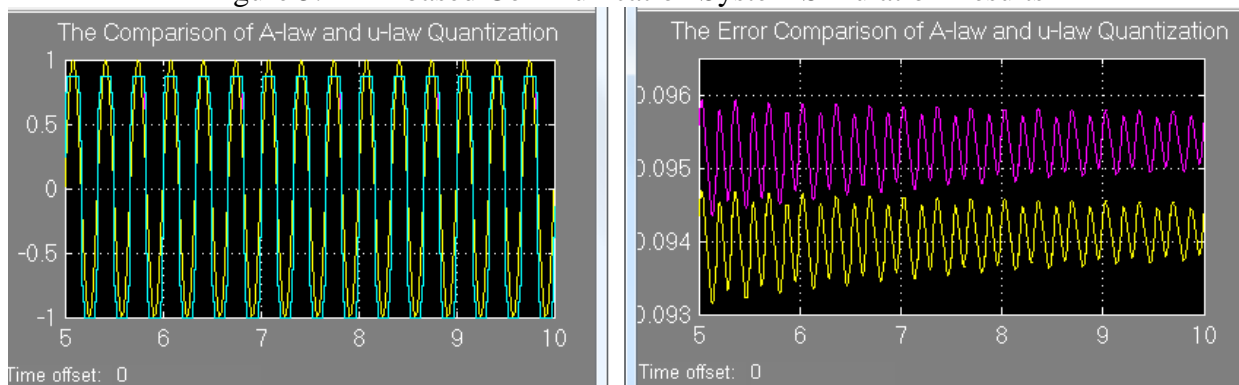 The Comparison of A-law and u-law Quantization
1
0.5
0
-0.5
-1
5 6 7 8 9 10
Time offset: 0
The Error Comparison of A-law and u-law Quantization
0.096
0.095
0.094
0.093
5 6 7 8 9 10
Time offset: 0